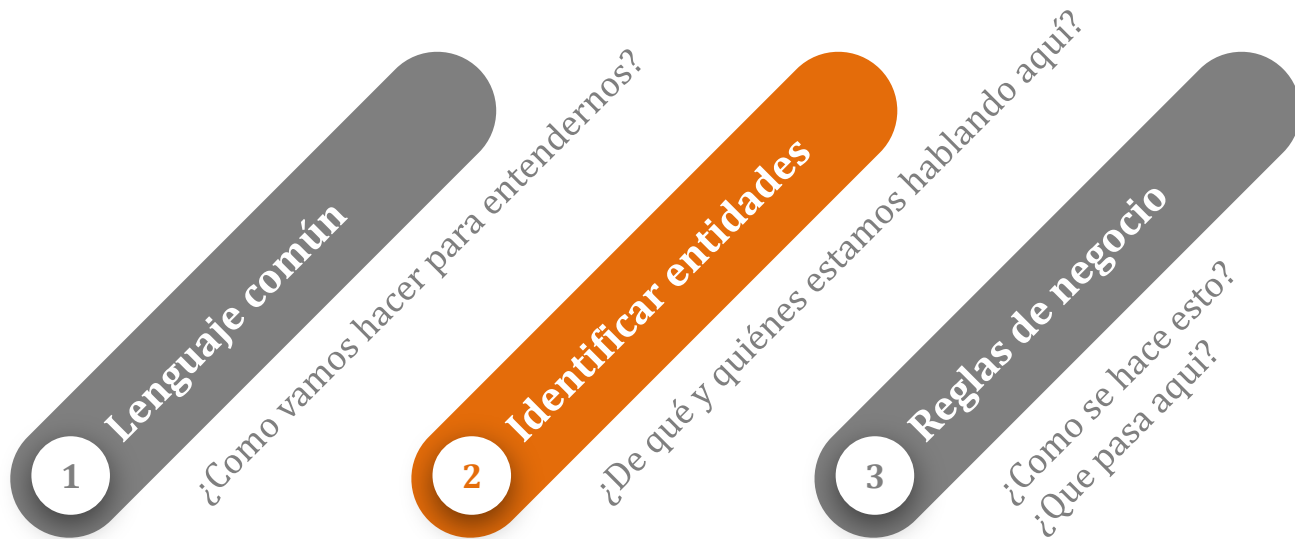 1
Lenguaje común
¿Como vamos hacer para entendernos?
2
Identificar entidades
¿De qué y quiénes estamos hablando aquí?
3
Reglas de negocio
¿Como se hace esto?
¿Que pasa aqui?